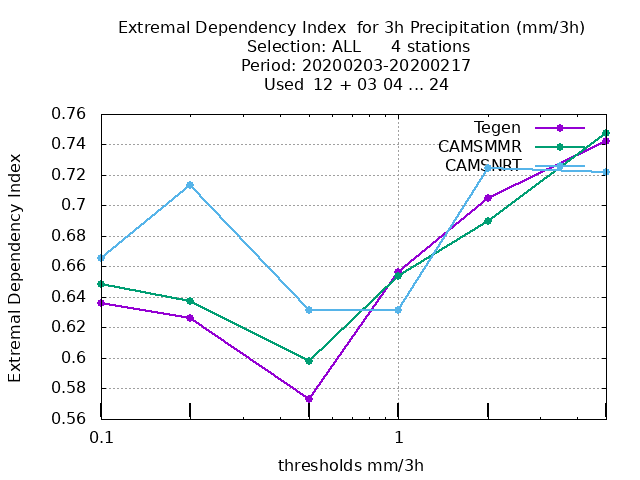 Extremal Dependency Index  for 3h Precipitation (mm/3h)
Selection: ALL      4 stations
Period: 20200203-20200217
Used  12 + 03 04 ... 24
Tegen
CAMSMMR
CAMSNRT
Extremal Dependency Index
0.76
0.74
0.72
0.7
0.68
0.66
0.64
0.62
0.6
0.58
0.56
0.1
1
thresholds mm/3h